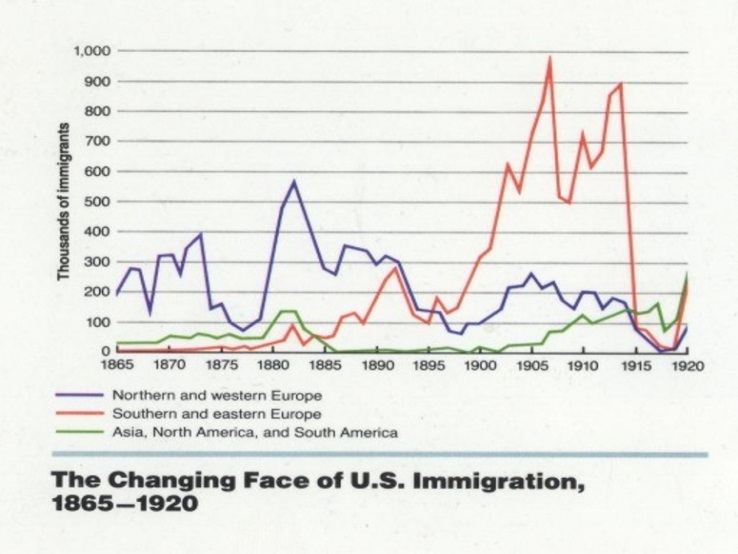 Thousands of immigrants
1,000
900
800
700
600
500
400
300
200
100
0
1865 1870 1875 1880 1885 1890 1895 1900 1905 1910 1915 1920
Northern and western Europe
Southern and eastern Europe
Asia, North America, and South America
The Changing Face of U.S. Immigration,
1865–1920